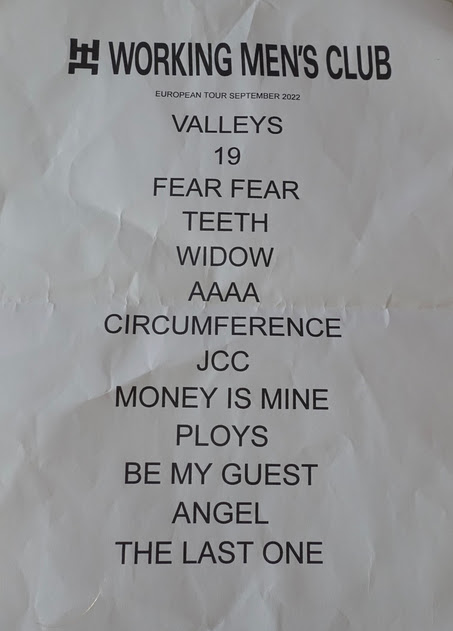 WORKING MEN'S CLUB
EUROPEAN TOUR SEPTEMBER 2022
VALLEYS
19
FEAR FEAR
TEETH
WIDOW
AAAA
CIRCUMFERENCE
JCC
MONEY IS MINE
PLOYS
BE MY GUEST
ANGEL
THE LAST ONE